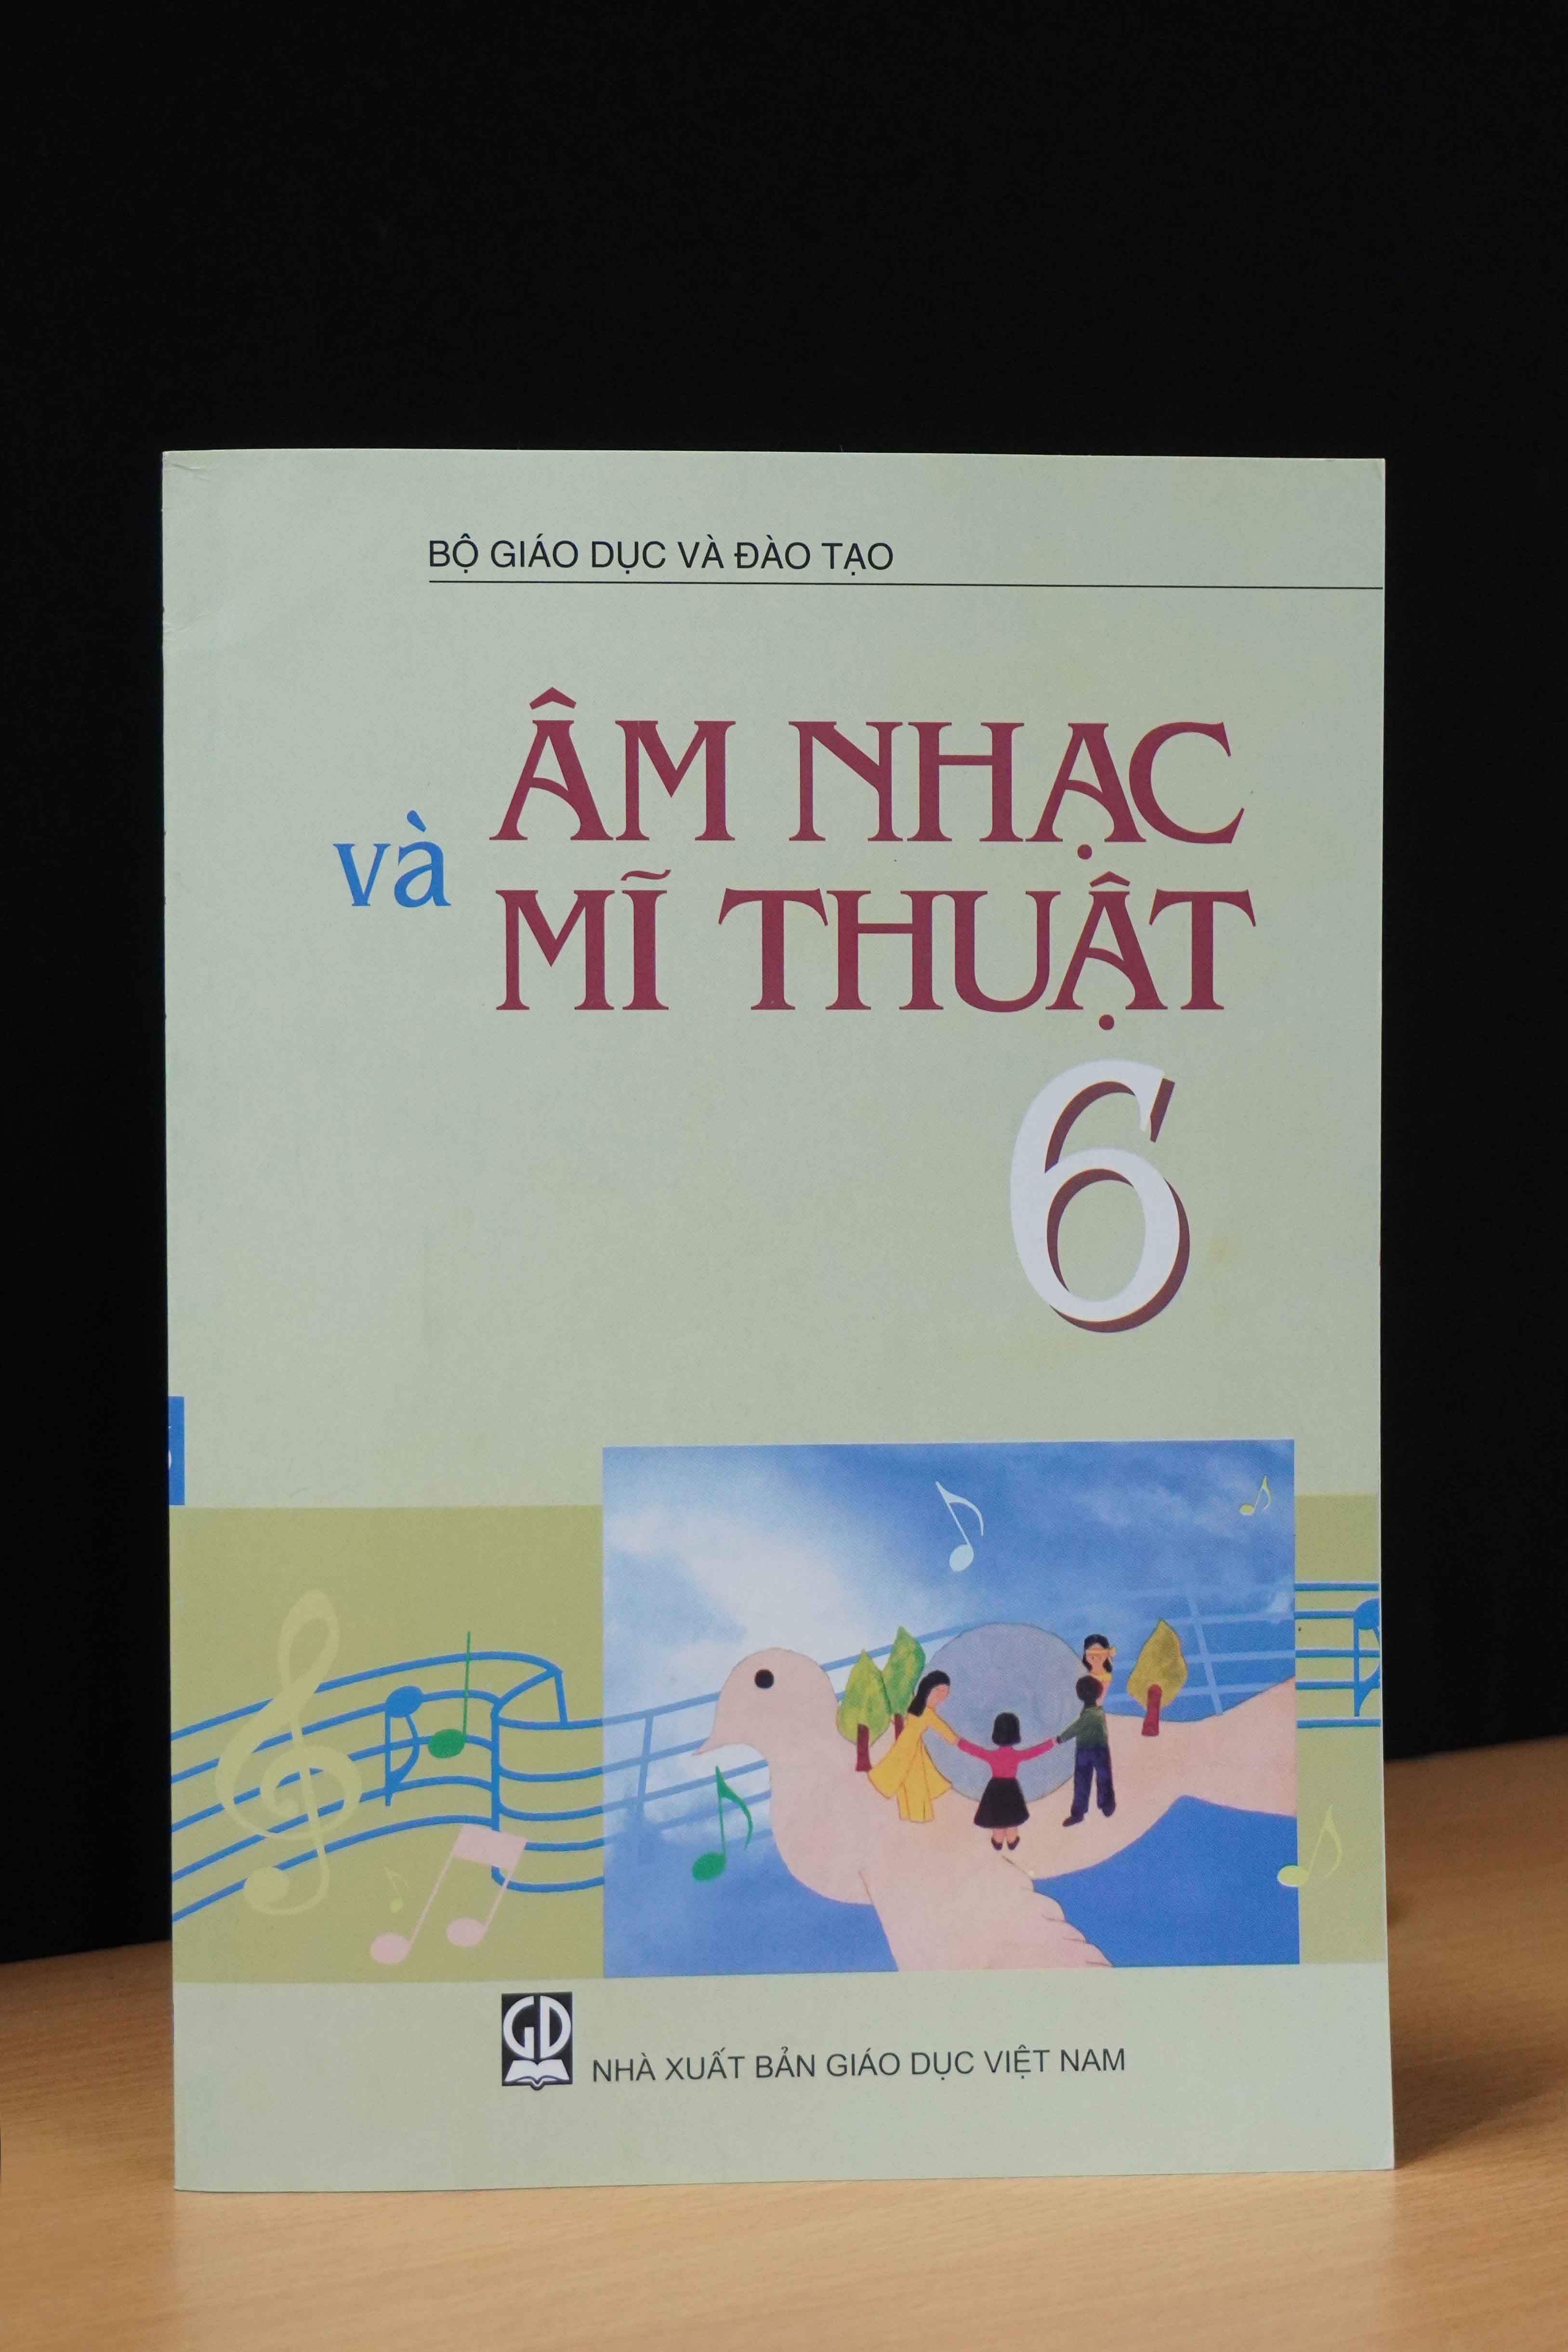 BỘ GIÁO DỤC VÀ ĐÀO TẠO
ÂM NHẠC
và
MĨ THUẬT
6
GD
NHÀ XUẤT BẢN GIÁO DỤC VIỆT NAM